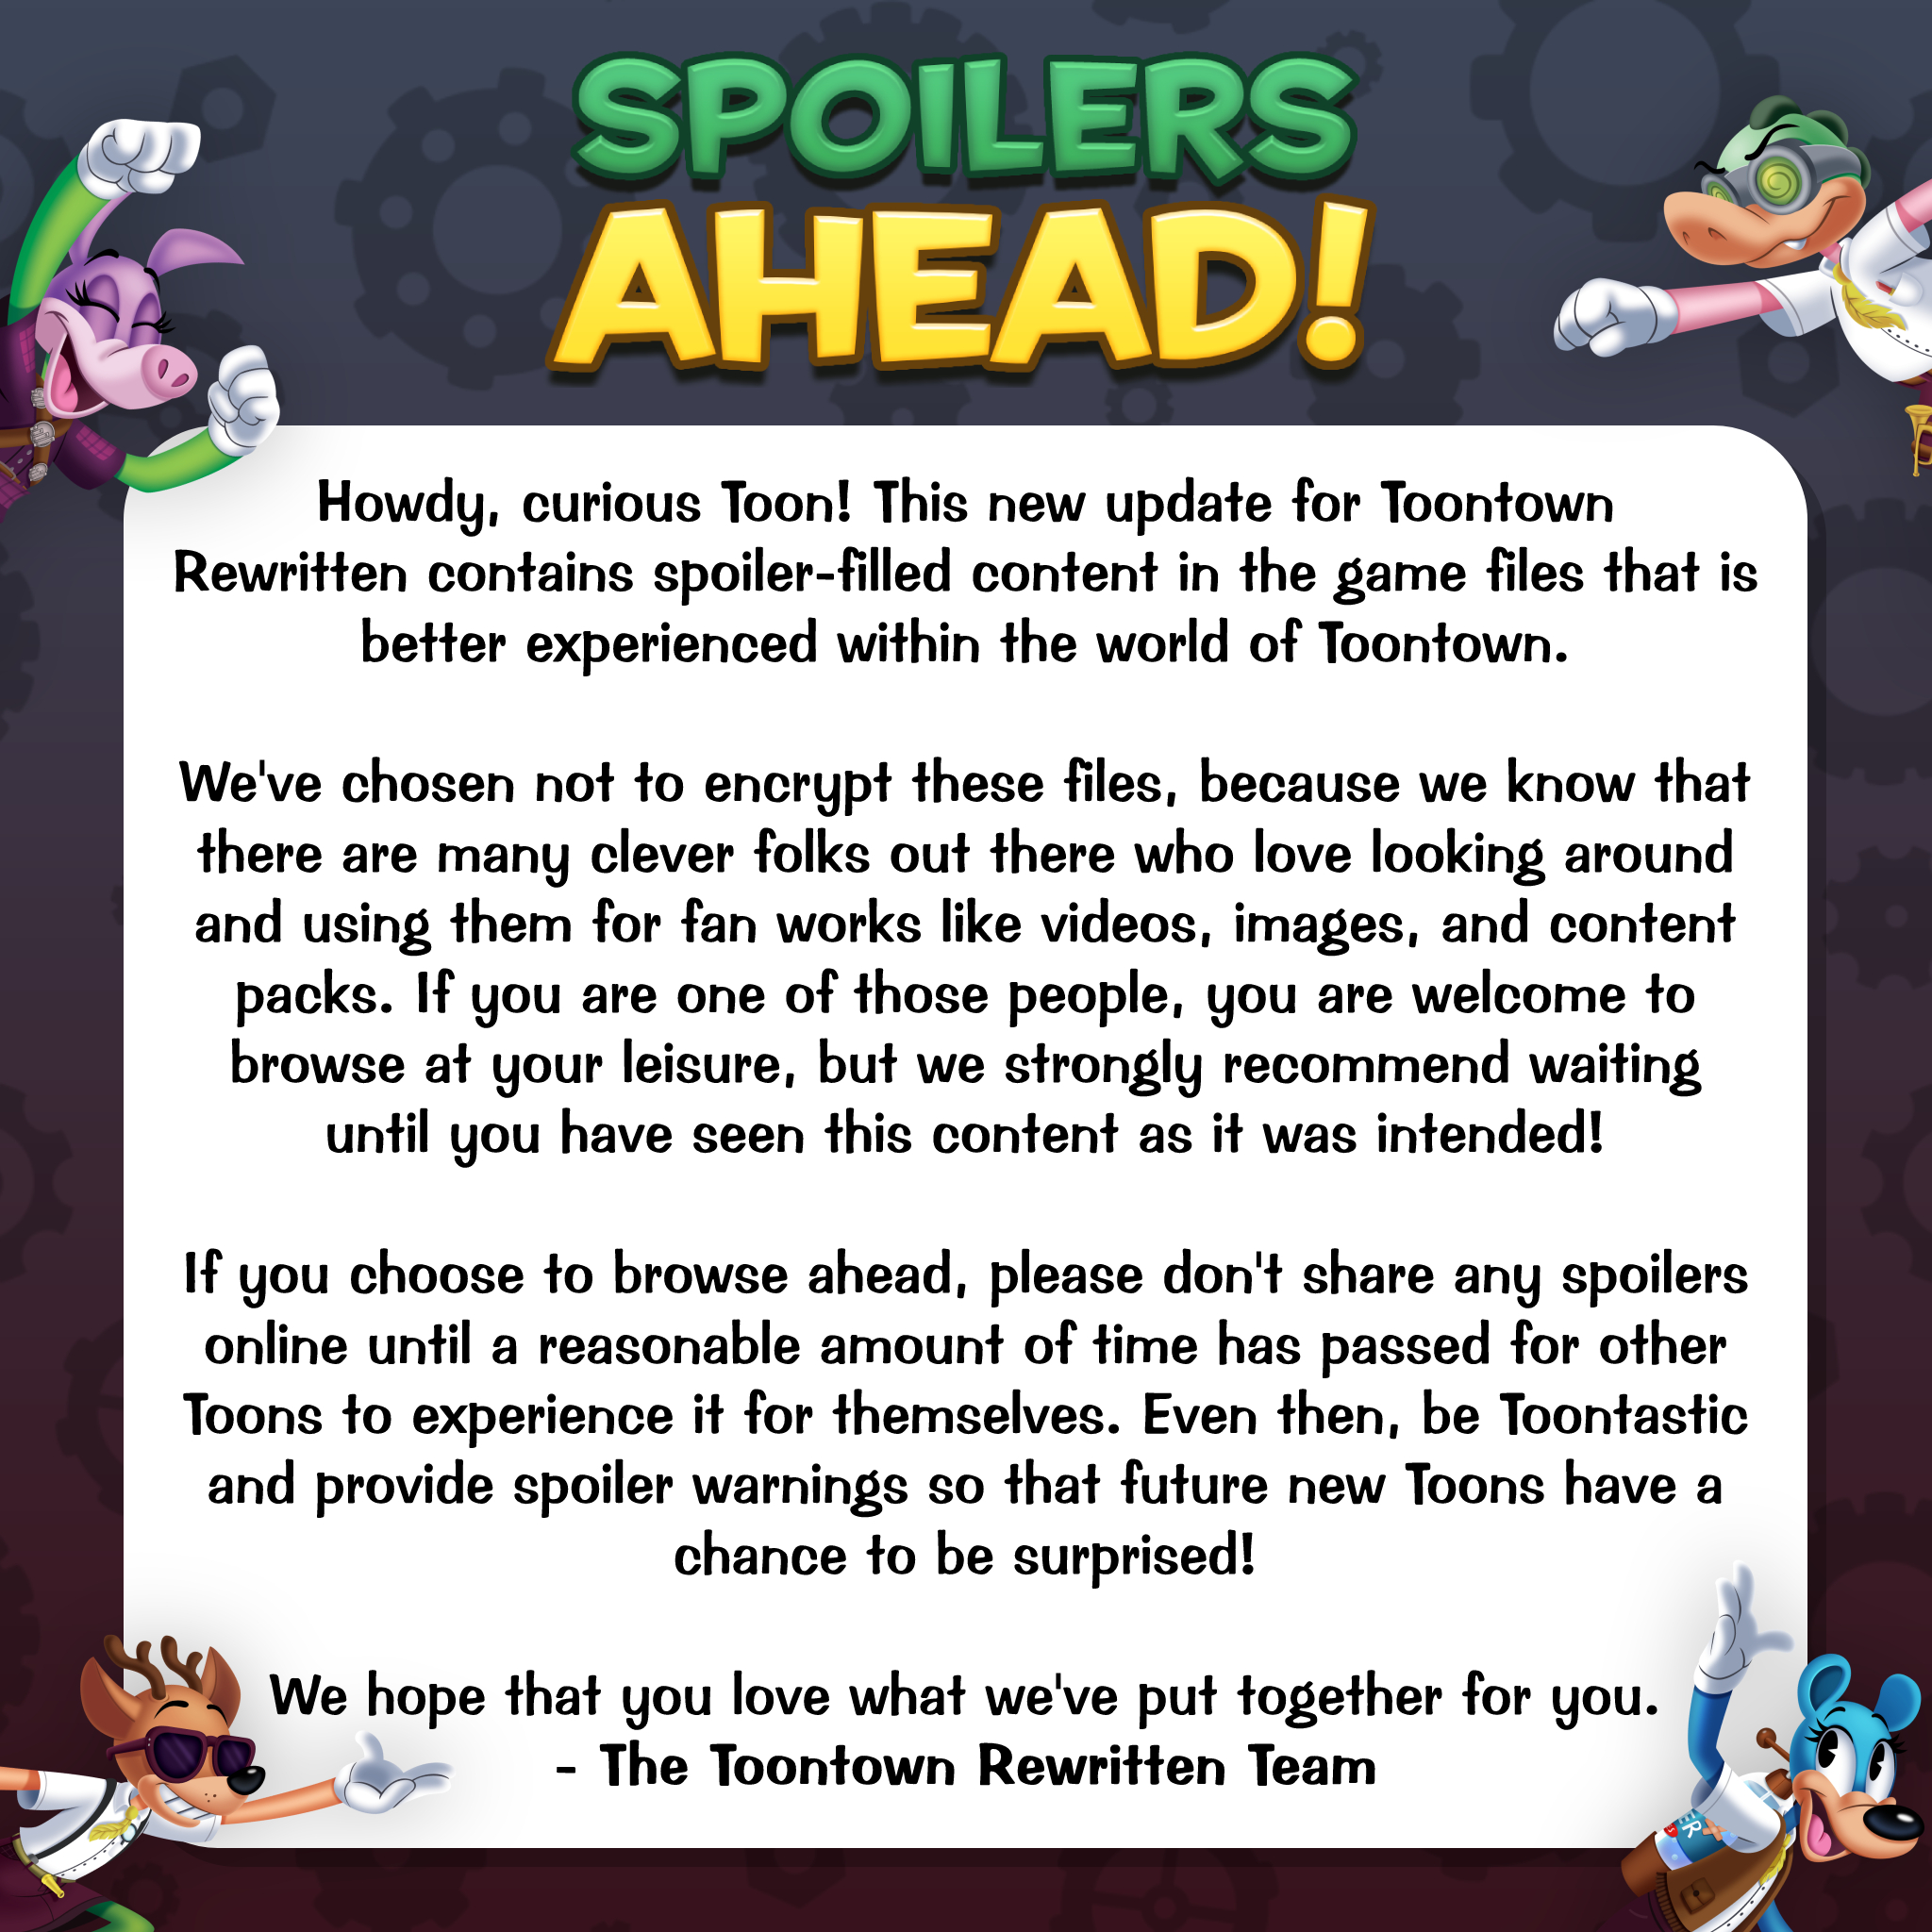 SPOILERS
AHEAD!
Howdy, curious Toon! This new update for Toontown
Rewritten contains spoiler-filled content in the game files that is
better experienced within the world of Toontown.
We've chosen not to encrypt these files, because we know that
there are many clever folks out there who love looking around
and using them for fan works like videos, images, and content
packs. If you are one of those people, you are welcome to
browse at your leisure, but we strongly recommend waiting
until you have seen this content as it was intended!
If you choose to browse ahead, please don't share any spoilers
online until a reasonable amount of time has passed for other
Toons to experience it for themselves. Even then, be Toontastic
and provide spoiler warnings so that future new Toons have a
chance to be surprised!
We hope that you love what we've put together for you.
- The Toontown Rewritten Team